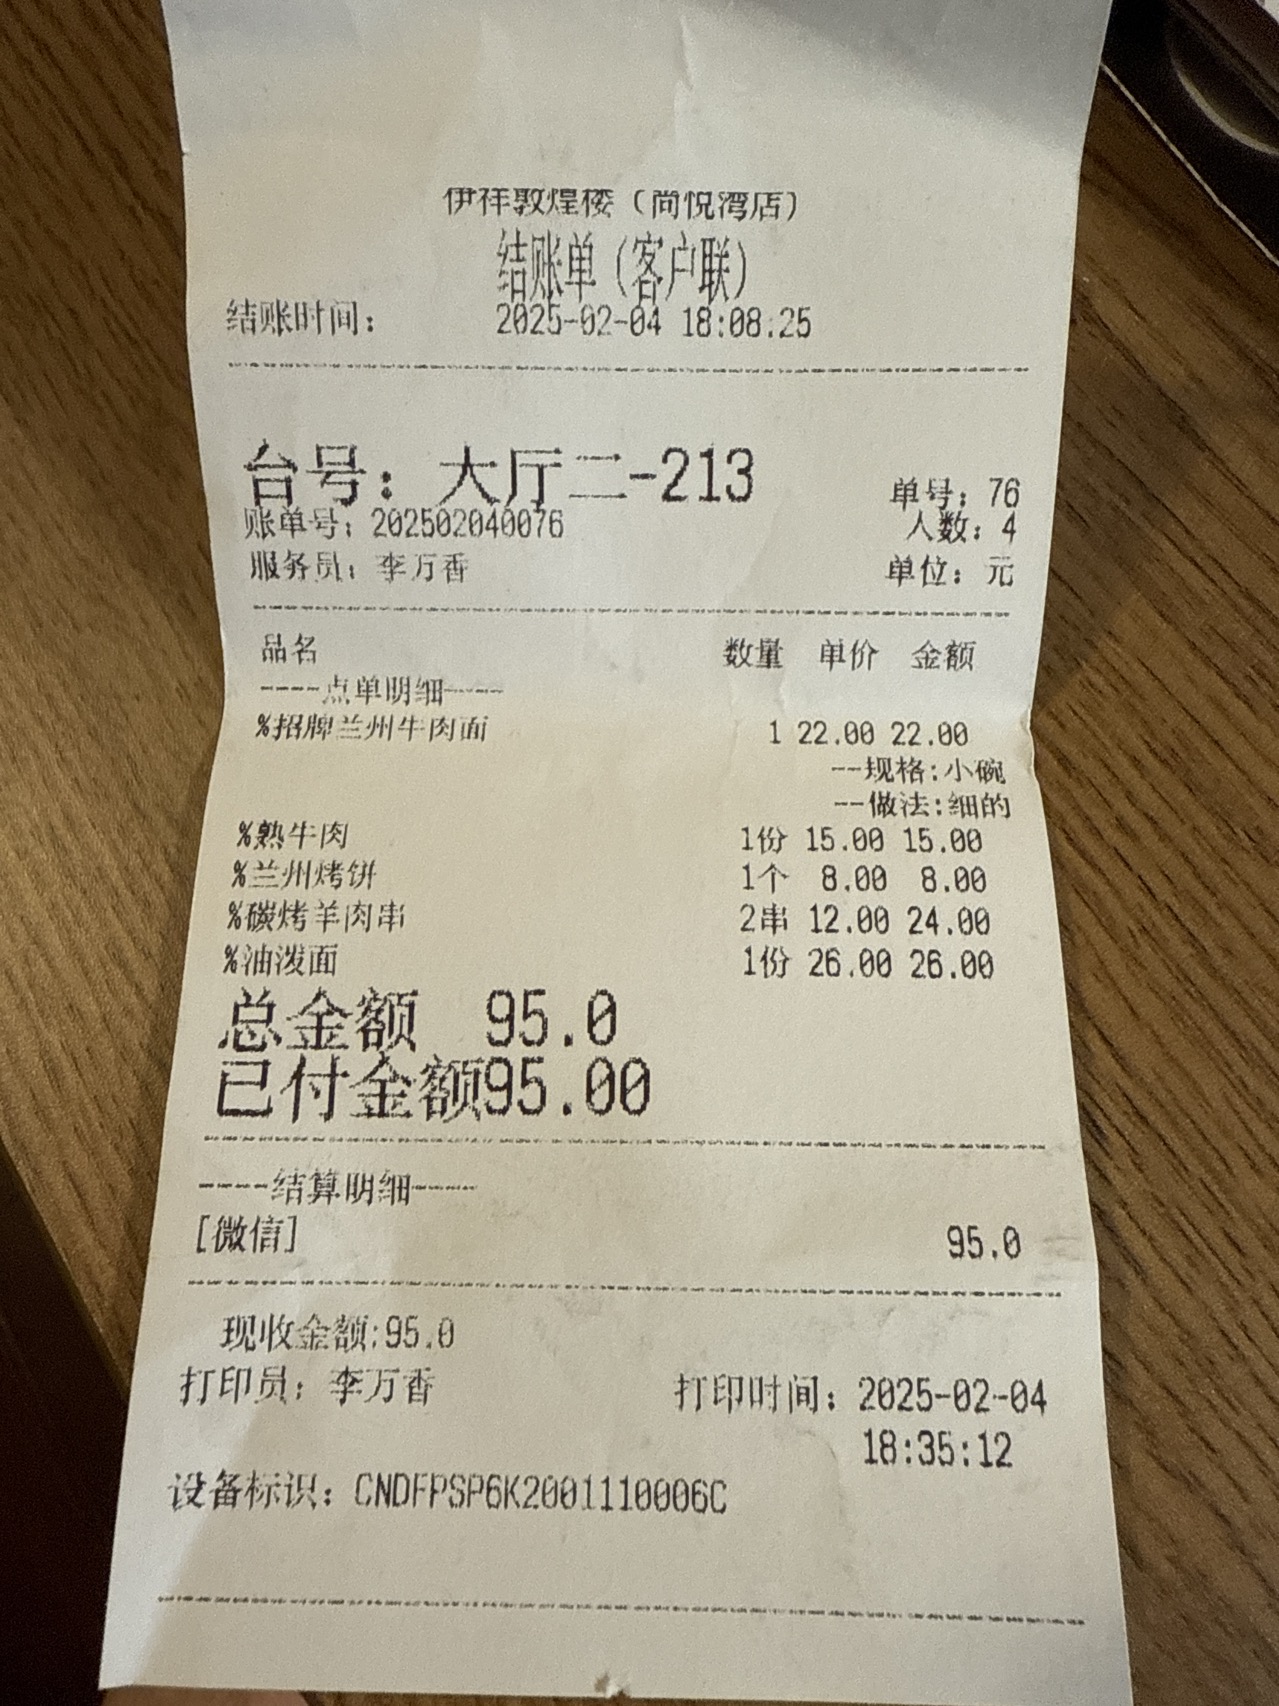 伊祥敦煌楼（尚悦湾店）
结账单（客户联）
结账时间： 2025-02-04 18:08:25
台号： 大厅二-213 单号：76
账单号：202502040076 人数：4
服务员：李万香 单位：元
品名 数量 单价 金额
----点单明细----
%招牌兰州牛肉面 1 22.00 22.00
--规格:小碗
--做法:细的
%熟牛肉 1份 15.00 15.00
%兰州烤饼 1个 8.00 8.00
%碳烤羊肉串 2串 12.00 24.00
%油泼面 1份 26.00 26.00
总金额 95.0
已付金额95.00
----结算明细----
[微信] 95.0
现收金额:95.0
打印员：李万香 打印时间：2025-02-04
18:35:12
设备标识：CNDFPSP6K2001110006C